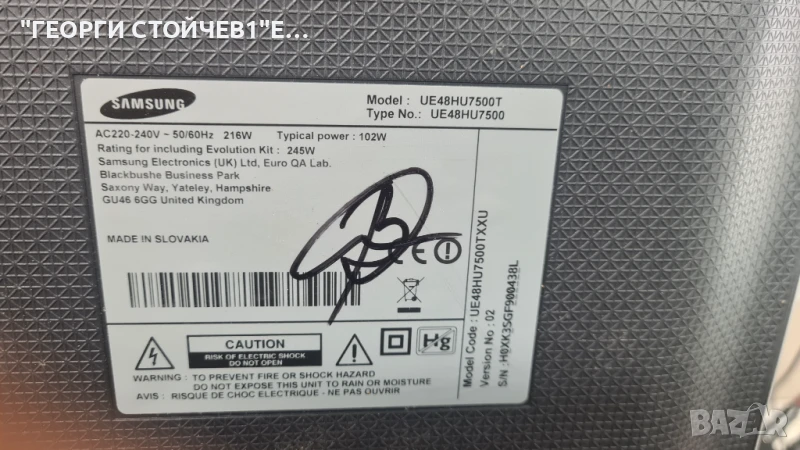 "ГЕОРГИ СТОЙЧЕВ1"Е...
SAMSUNG
Model : UE48HU7500T
Type No.: UE48HU7500
AC220-240V ~ 50/60Hz 216W Typical power : 102W
Rating for including Evolution Kit : 245W
Samsung Electronics (UK) Ltd, Euro QA Lab.
Blackbushe Business Park
Saxony Way, Yateley, Hampshire
GU46 6GG United Kingdom
MADE IN SLOVAKIA
CE
CAUTION
RISK OF ELECTRIC SHOCK
DO NOT OPEN
Hg
WARNING : TO PREVENT FIRE OR SHOCK HAZARD
DO NOT EXPOSE THIS UNIT TO RAIN OR MOISTURE
AVIS : RISQUE DE CHOC ELECTRIQUE - NE PAS OUVRIR.
Model Code : UE48HU7500TXXU
Version No : 02
S/N : H0XK3SGF900438L
BAZAR